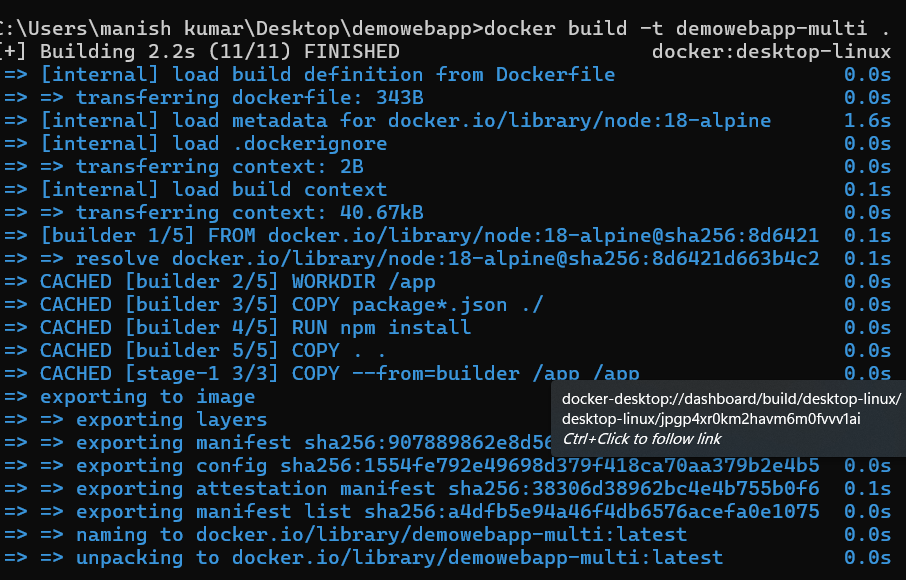 C:\Users\manish kumar\Desktop\demowebapp>docker build -t demowebapp-multi .
[+] Building 2.2s (11/11) FINISHED docker:desktop-linux
=> [internal] load build definition from Dockerfile 0.0s
=> => transferring dockerfile: 343B 0.0s
=> [internal] load metadata for docker.io/library/node:18-alpine 1.6s
=> [internal] load .dockerignore 0.0s
=> => transferring context: 2B 0.0s
=> [internal] load build context 0.1s
=> => transferring context: 40.67kB 0.0s
=> [builder 1/5] FROM docker.io/library/node:18-alpine@sha256:8d6421 0.1s
=> => resolve docker.io/library/node:18-alpine@sha256:8d6421d663b4c2 0.1s
=> CACHED [builder 2/5] WORKDIR /app 0.0s
=> CACHED [builder 3/5] COPY package*.json ./ 0.0s
=> CACHED [builder 4/5] RUN npm install 0.0s
=> CACHED [builder 5/5] COPY . . 0.0s
=> CACHED [stage-1 3/3] COPY --from=builder /app /app 0.0s
=> exporting to image
=> => exporting layers
=> => exporting manifest sha256:907889862e8d56
=> => exporting config sha256:1554fe792e49698d379f418ca70aa379b2e4b5 0.0s
=> => exporting attestation manifest sha256:38306d38962bc4e4b755b0f6 0.1s
=> => exporting manifest list sha256:a4dfb5e94a46f4db6576acefa0e1075 0.0s
=> => naming to docker.io/library/demowebapp-multi:latest 0.0s
=> => unpacking to docker.io/library/demowebapp-multi:latest 0.0s
docker-desktop://dashboard/build/desktop-linux/
desktop-linux/jpgp4xr0km2havm6m0fvvv1ai
Ctrl+Click to follow link